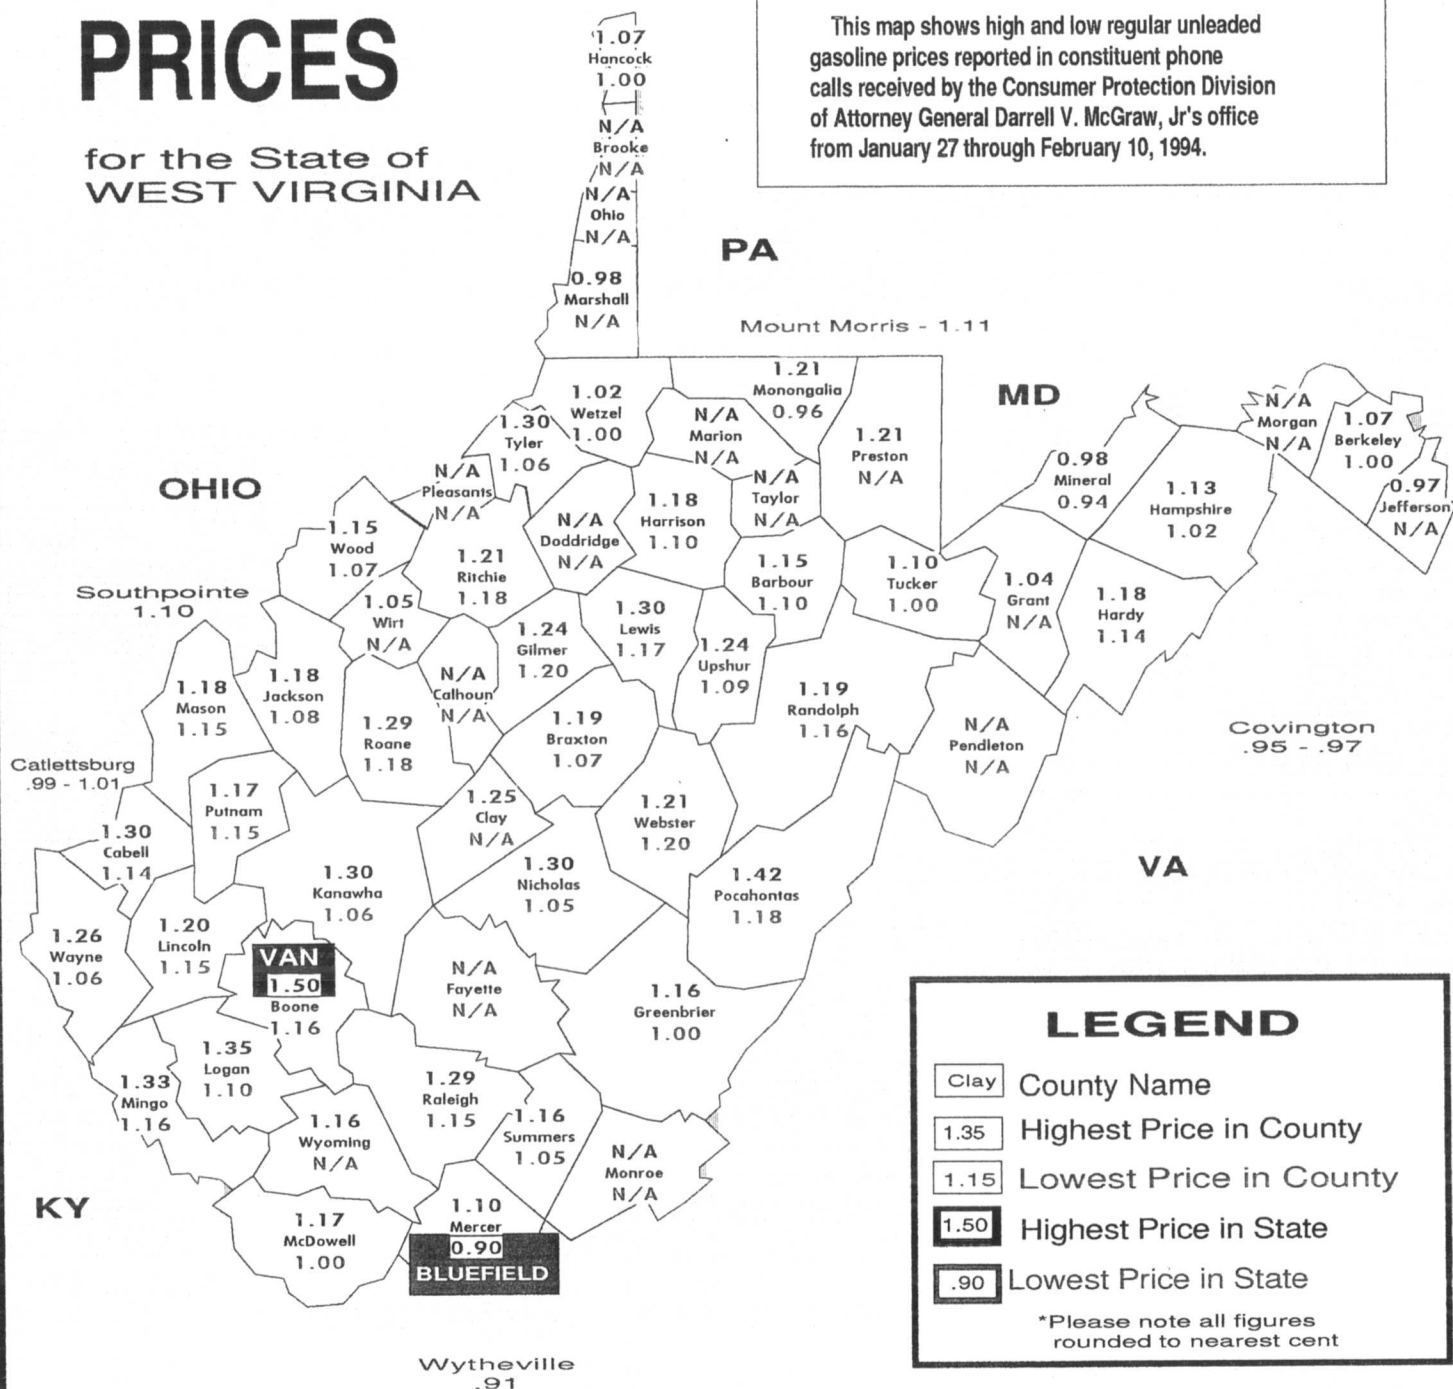 PRICES
for the State of
WEST VIRGINIA
This map shows high and low regular unleaded
gasoline prices reported in constituent phone
calls received by the Consumer Protection Division
of Attorney General Darrell V. McGraw, Jr's office
from January 27 through February 10, 1994.
1.07
Hancock
1.00
N/A
Brooke
N/A
N/A
Ohio
N/A
0.98
Marshall
N/A
PA
Mount Morris - 1.11
MD
OHIO
1.02
Wetzel
1.00
1.21
Monongalia
0.96
1.30
Tyler
1.06
N/A
Marion
N/A
1.21
Preston
N/A
N/A
Pleasants
N/A
N/A
Taylor
N/A
1.18
Harrison
1.10
N/A
Doddridge
N/A
1.15
Wood
1.07
1.21
Ritchie
1.18
0.98
Mineral
0.94
1.13
Hampshire
1.02
N/A
Morgan
N/A
1.07
Berkeley
1.00
0.97
Jefferson
N/A
Southpointe
1.10
1.05
Wirt
N/A
1.15
Barbour
1.10
1.10
Tucker
1.00
1.04
Grant
N/A
1.18
Hardy
1.14
1.24
Gilmer
1.20
1.30
Lewis
1.17
1.24
Upshur
1.09
1.18
Mason
1.15
1.18
Jackson
1.08
N/A
Calhoun
N/A
1.29
Roane
1.18
1.19
Braxton
1.07
1.19
Randolph
1.16
N/A
Pendleton
N/A
Covington
.95 - .97
Catlettsburg
.99 - 1.01
1.17
Putnam
1.15
1.25
Clay
N/A
1.21
Webster
1.20
1.30
Cabell
1.14
1.30
Kanawha
1.06
1.30
Nicholas
1.05
1.42
Pocahontas
1.18
VA
1.26
Wayne
1.06
1.20
Lincoln
1.15
VAN
1.50
Boone
1.16
N/A
Fayette
N/A
1.16
Greenbrier
1.00
1.35
Logan
1.10
1.33
Mingo
1.16
1.29
Raleigh
1.15
1.16
Wyoming
N/A
1.16
Summers
1.05
N/A
Monroe
N/A
KY
1.17
McDowell
1.00
1.10
Mercer
0.90
BLUEFIELD
Wytheville
.91
LEGEND
Clay County Name
1.35 Highest Price in County
1.15 Lowest Price in County
1.50 Highest Price in State
.90 Lowest Price in State
*Please note all figures
rounded to nearest cent